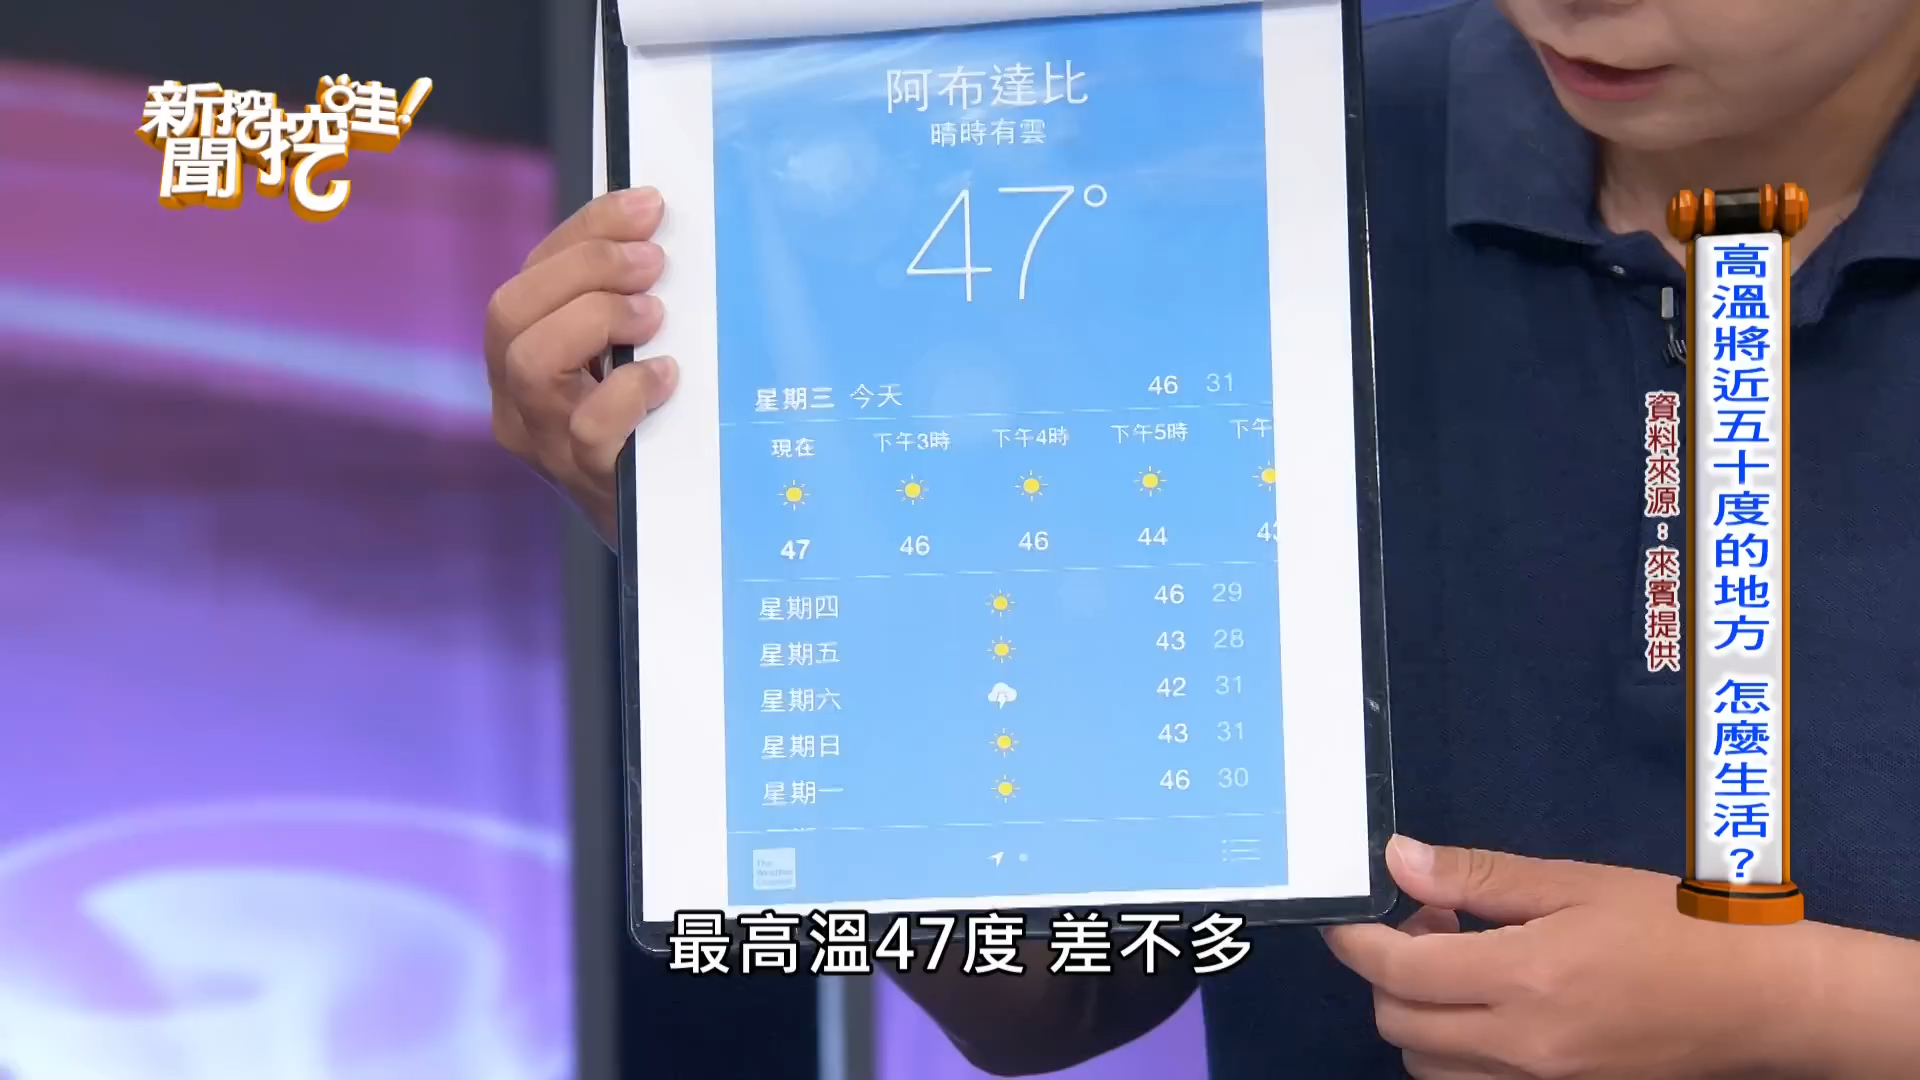 新聞挖挖哇!
阿布達比
晴時有雲
47°
星期三 今天 46 31
現在 下午3時 下午4時 下午5時 下午
47 46 46 44
星期四 46 29
星期五 43 28
星期六 42 31
星期日 43 31
星期一 46 30
The
Weather
高溫將近五十度的地方 怎麼生活?
資料來源:來賓提供
最高溫47度 差不多